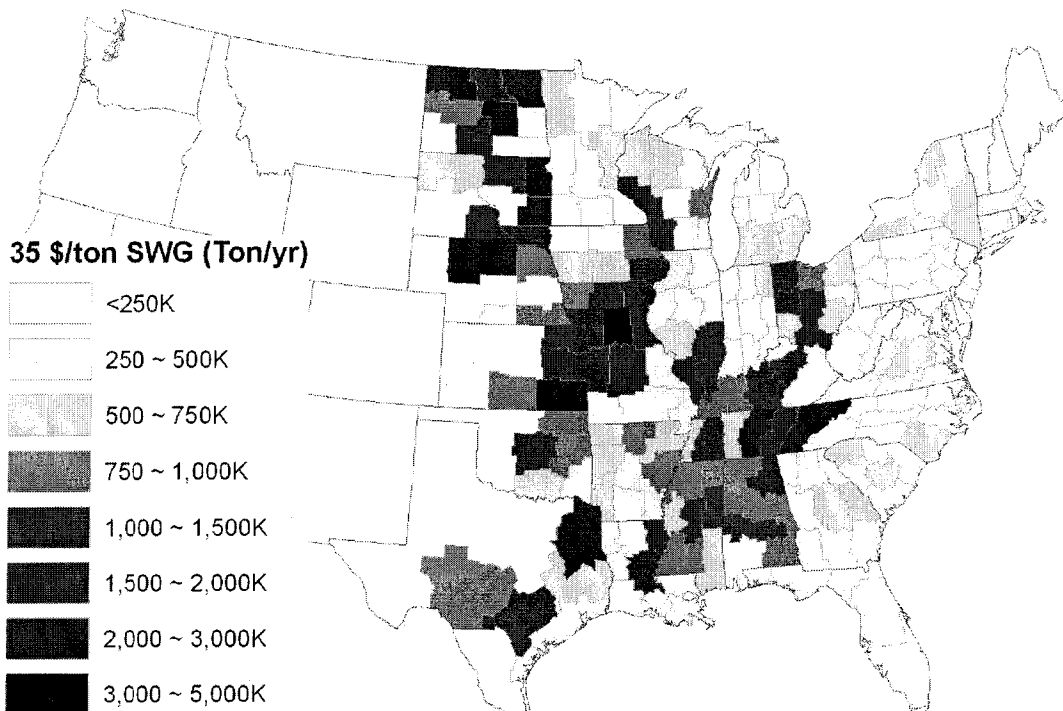 35 $/ton SWG (Ton/yr)
<250K
250 ~ 500K
500 ~ 750K
750 ~ 1,000K
1,000 ~ 1,500K
1,500 ~ 2,000K
2,000 ~ 3,000K
3,000 ~ 5,000K